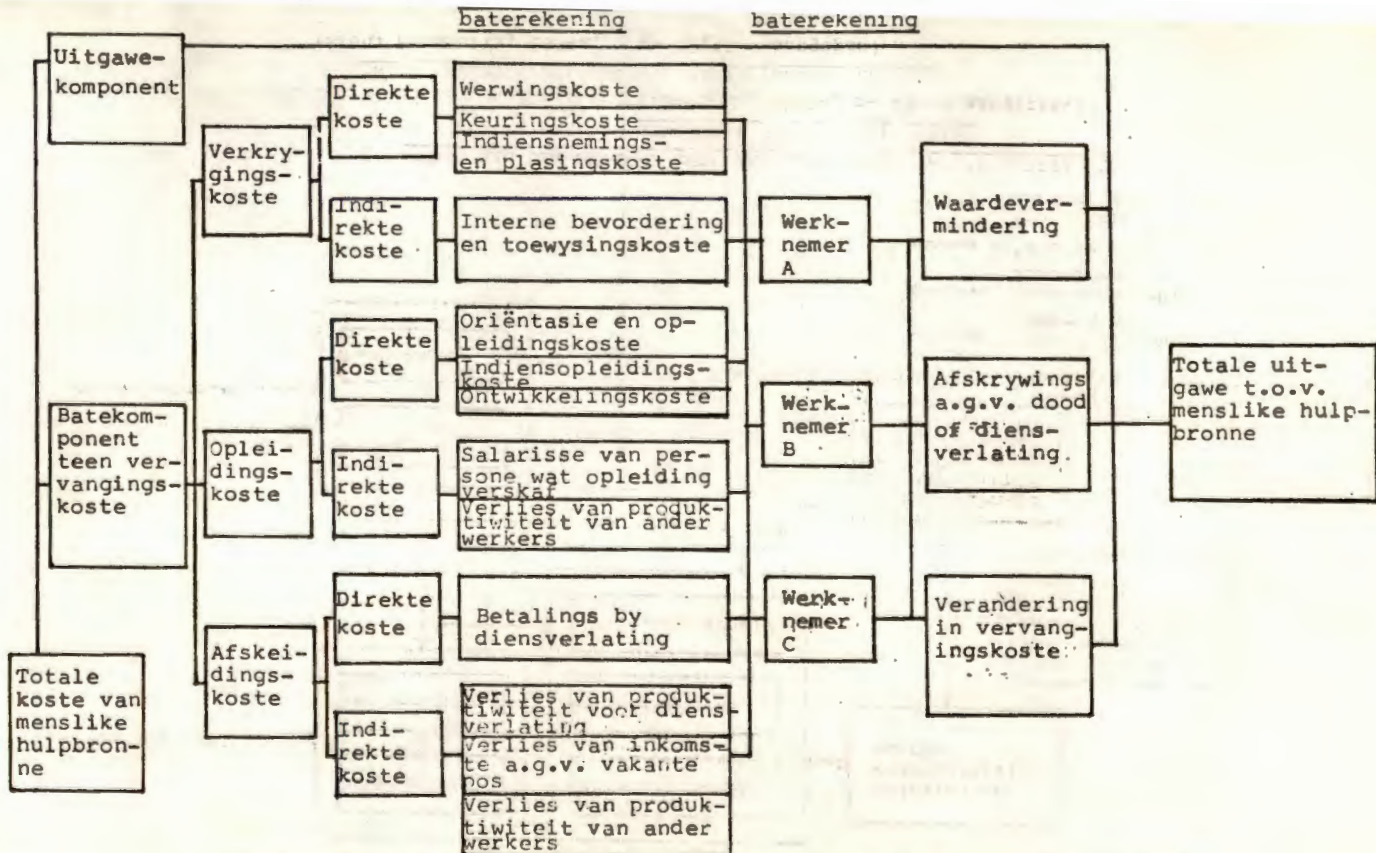 baterekening
baterekening
Uitgawe-
komponent
Batekom-
ponent
teen ver-
vangings-
koste
Totale
koste van
menslike
hulpbron-
ne
Verkry-
gings-
koste
Oplei-
dings-
koste
Afskei-
dings-
koste
Direkte
koste
Indi-
rekte
koste
Direkte
koste
Indi-
rekte
koste
Direkte
koste
Indi-
rekte
koste
Werwingskoste
Keuringskoste
Indiensnemings-
en plasingskoste
Interne bevordering
en toewysingskoste
Oriëntasie en op-
leidingskoste
Indiensopleidings-
koste
Ontwikkelingskoste
Salarisse van per-
sone wat opleiding
verskaf
Verlies van produk-
tiwiteit van ander
werkers
Betalings by
diensverlating
Verlies van produk-
tiwiteit voor diens-
verlating
Verlies van inkoms-
te a.g.v. vakante
pos
Verlies van produk-
tiwiteit van ander
werkers
Werk-
nemer
A
Werk-
nemer
B
Werk-
nemer
C
Waardever-
mindering
Afskrywings
a.g.v. dood
of diens-
verlating
Verandering
in vervang-
ingskoste
Totale uit-
gawe t.o.v.
menslike hulp-
bronne